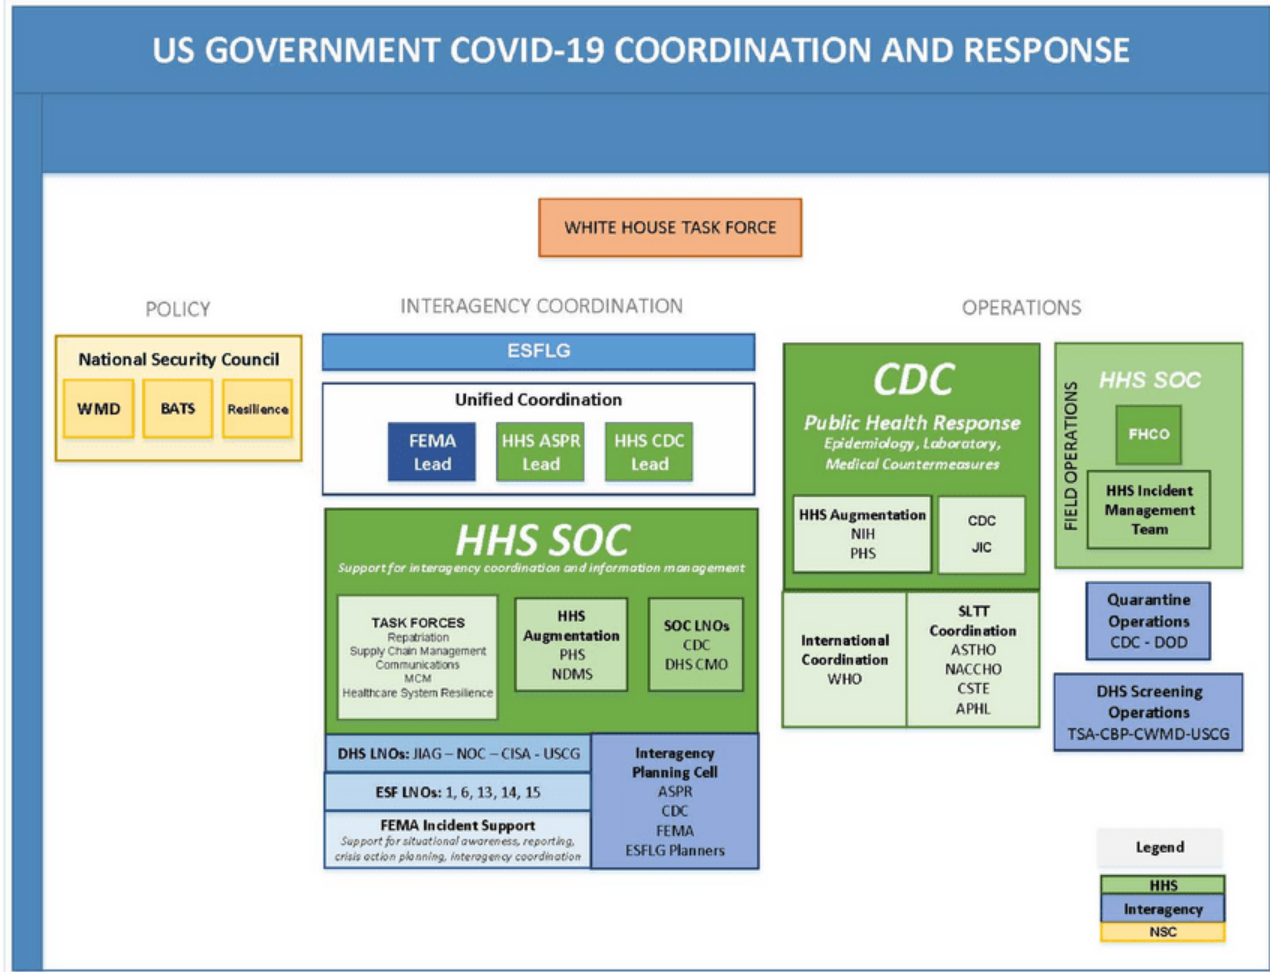 US GOVERNMENT COVID-19 COORDINATION AND RESPONSE
WHITE HOUSE TASK FORCE
POLICY
National Security Council
WMD
BATS
Resilience
INTERAGENCY COORDINATION
ESFLG
Unified Coordination
FEMA
Lead
HHS ASPR
Lead
HHS CDC
Lead
HHS SOC
Support for interagency coordination and information management
TASK FORCES
Repatriation
Supply Chain Management
Communications
MCM
Healthcare System Resilience
HHS
Augmentation
PHS
NDMS
SOC LNOs
CDC
DHS CMO
DHS LNOs: JIAG – NOC – CISA - USCG
ESF LNOs: 1, 6, 13, 14, 15
FEMA Incident Support
Support for situational awareness, reporting,
crisis action planning, interagency coordination
Interagency
Planning Cell
ASPR
CDC
FEMA
ESFLG Planners
OPERATIONS
CDC
Public Health Response
Epidemiology, Laboratory,
Medical Countermeasures
HHS Augmentation
NIH
PHS
CDC
JIC
International
Coordination
WHO
SLTT
Coordination
ASTHO
NACCHO
CSTE
APHL
FIELD OPERATIONS
HHS SOC
FHCO
HHS Incident
Management
Team
Quarantine
Operations
CDC - DOD
DHS Screening
Operations
TSA-CBP-CWMD-USCG
Legend
HHS
Interagency
NSC